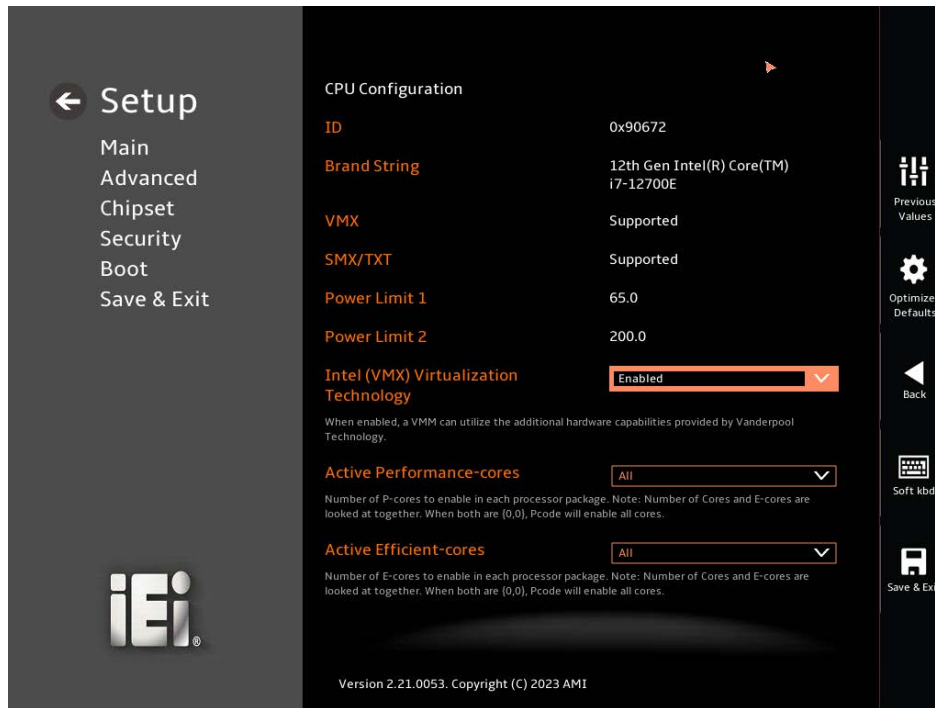 Setup
Main
Advanced
Chipset
Security
Boot
Save & Exit
iEi®
CPU Configuration
ID
0x90672
Brand String
12th Gen Intel(R) Core(TM)
i7-12700E
VMX
Supported
SMX/TXT
Supported
Power Limit 1
65.0
Power Limit 2
200.0
Intel (VMX) Virtualization
Technology
Enabled
When enabled, a VMM can utilize the additional hardware capabilities provided by Vanderpool
Technology.
Active Performance-cores
All
Number of P-cores to enable in each processor package. Note: Number of Cores and E-cores are
looked at together. When both are {0,0}, Pcode will enable all cores.
Active Efficient-cores
All
Number of E-cores to enable in each processor package. Note: Number of Cores and E-cores are
looked at together. When both are {0,0}, Pcode will enable all cores.
Version 2.21.0053. Copyright (C) 2023 AMI
Previous
Values
Optimize
Defaults
Back
Soft kbd
Save & Exi